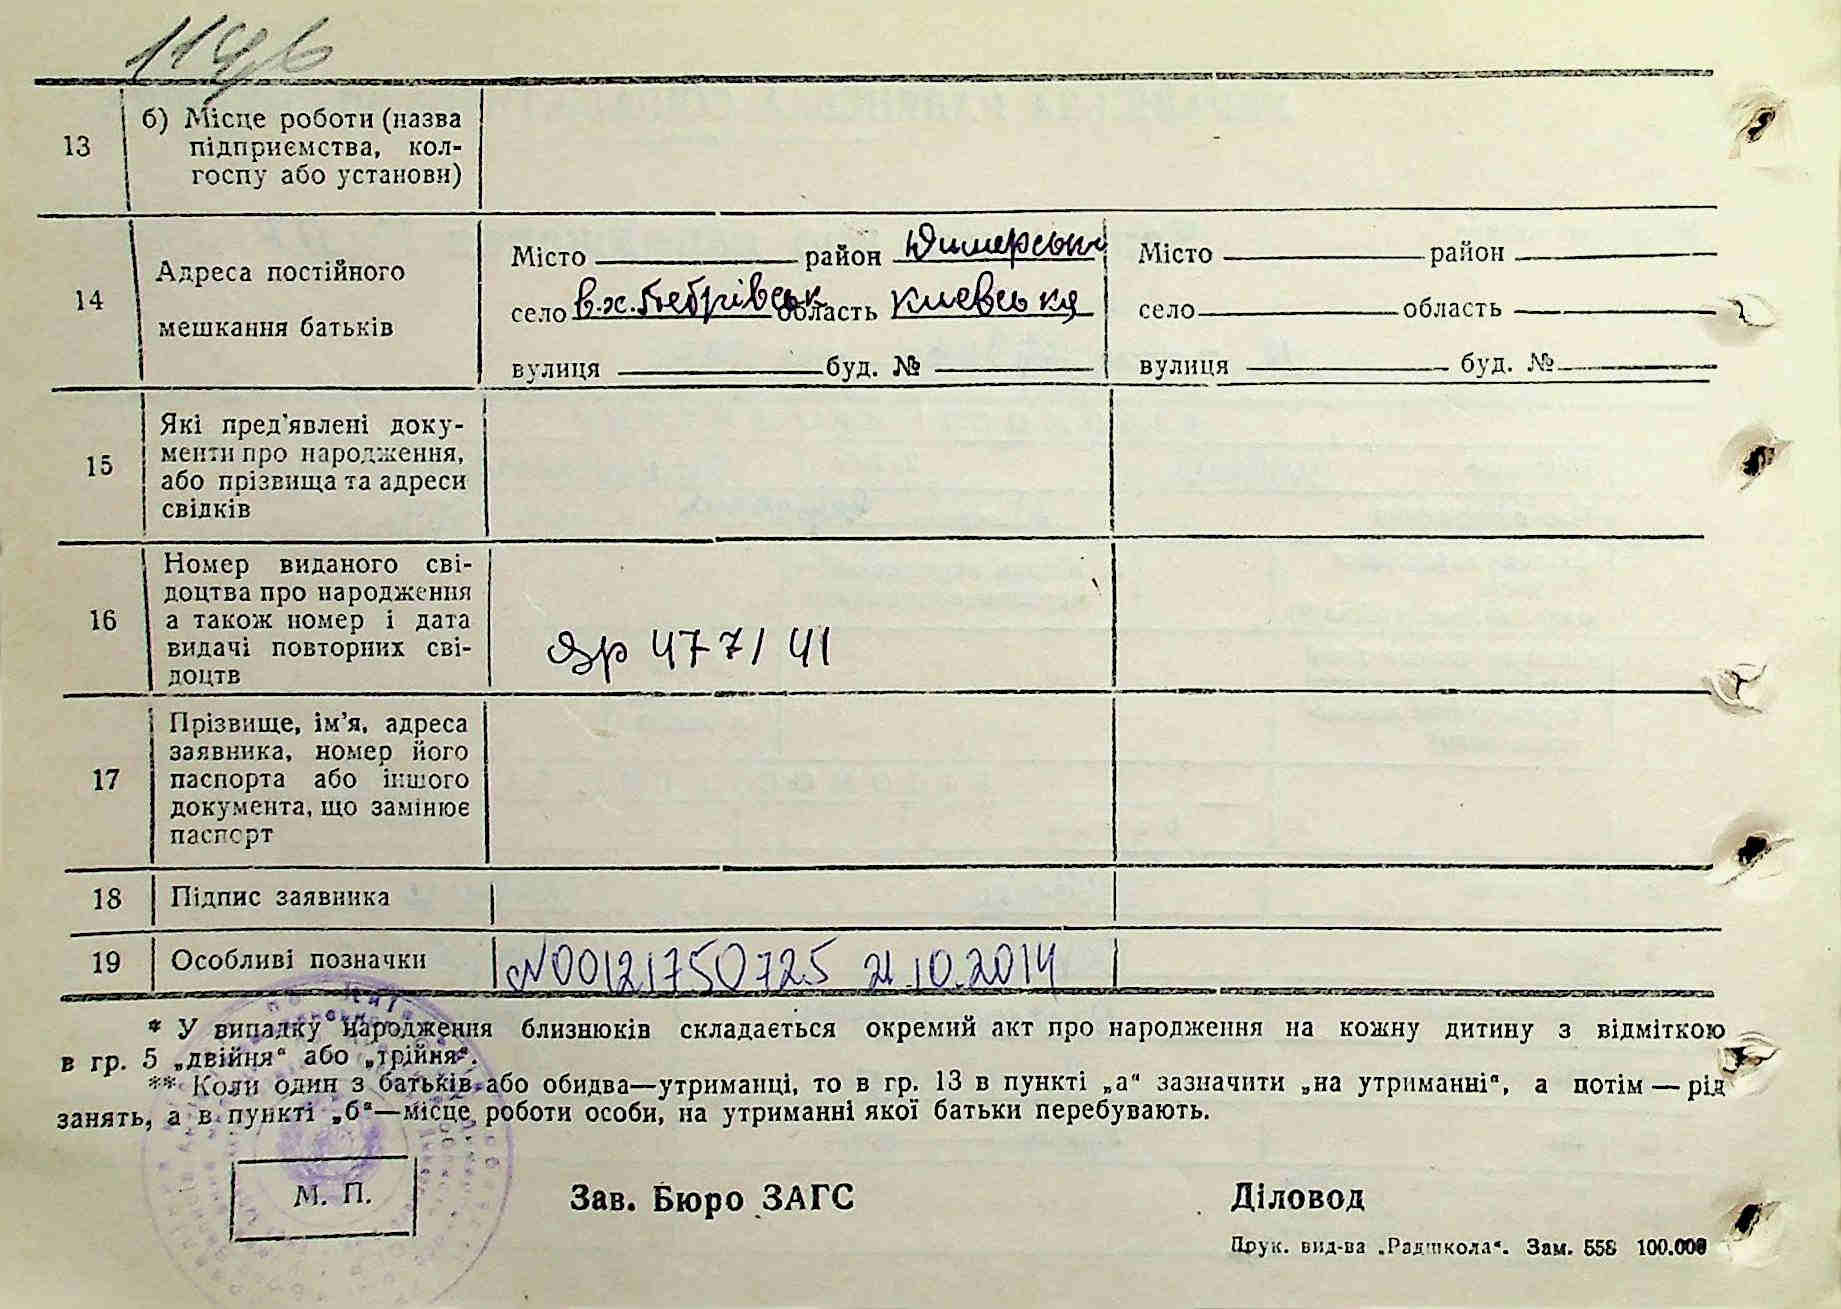 13 б) Місце роботи (назва
підприємства, кол-
госпу або установи)
14 Адреса постійного
мешкання батьків
Місто район Димерськ
село область Киевська
вулиця буд. №
Місто район
село область
вулиця буд. №
15 Які пред'явлені доку-
менти про народження,
або прізвища та адреси
свідків
16 Номер виданого сві-
доцтва про народження
а також номер і дата
видачі повторних сві-
доцтв
477/41
17 Прізвище, ім'я, адреса
заявника, номер його
паспорта або іншого
документа, що замінює
паспорт
18 Підпис заявника
19 Особливі позначки
N00121750725 21.10.2014
* У випадку народження близнюків складається окремий акт про народження на кожну дитину з відміткою
в гр. 5 „двійня“ або „трійня“.
** Коли один з батьків або обидва—утриманці, то в гр. 13 в пункті „а“ зазначити „на утриманні“, а потім — рід
занять, а в пункті „б“—місце роботи особи, на утриманні якої батьки перебувають.
М. П.
Зав. Бюро ЗАГС
Діловод
Друк. вид-ва „Радшкола“. Зам. 558 100.000